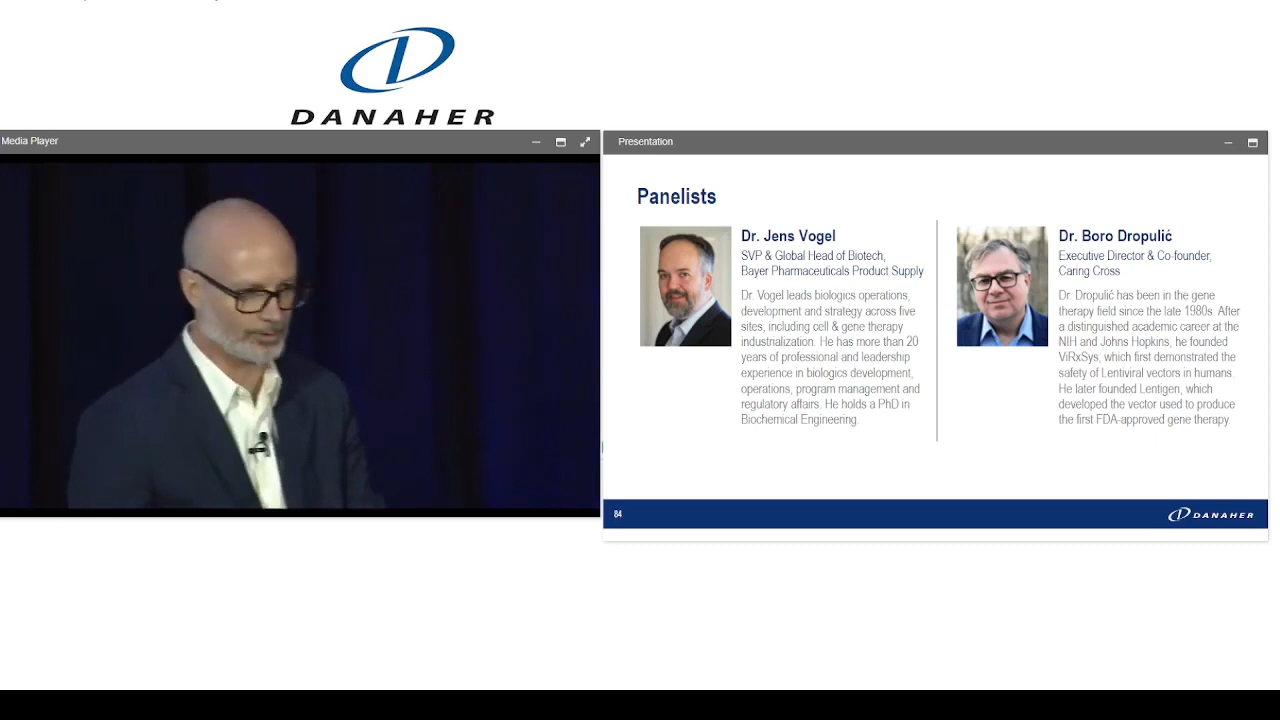 DANAHER
Media Player
Presentation
Panelists
Dr. Jens Vogel
SVP & Global Head of Biotech,
Bayer Pharmaceuticals Product Supply
Dr. Vogel leads biologics operations,
development and strategy across five
sites, including cell & gene therapy
industrialization. He has more than 20
years of professional and leadership
experience in biologics development,
operations, program management and
regulatory affairs. He holds a PhD in
Biochemical Engineering.
Dr. Boro Dropulić
Executive Director & Co-founder,
Caring Cross
Dr. Dropulić has been in the gene
therapy field since the late 1980s. After
a distinguished academic career at the
NIH and Johns Hopkins, he founded
ViRxSys, which first demonstrated the
safety of Lentiviral vectors in humans.
He later founded Lentigen, which
developed the vector used to produce
the first FDA-approved gene therapy.
84
DANAHER